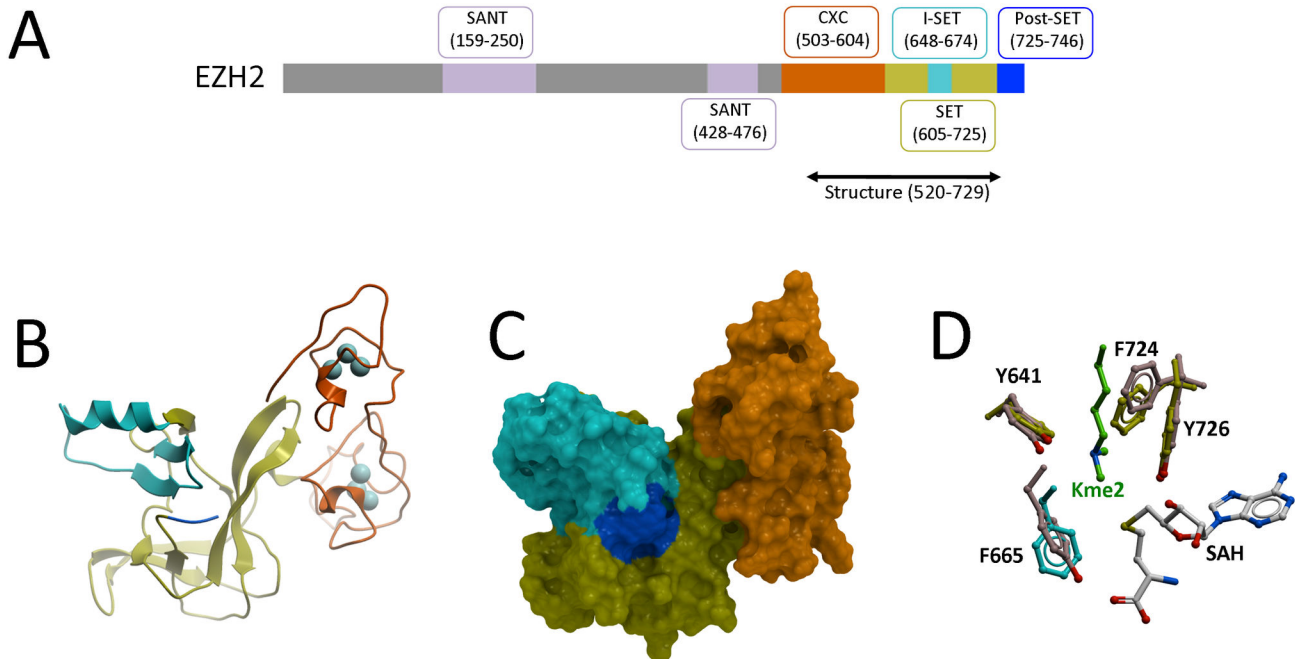 A
SANT
(159-250)
CXC
(503-604)
I-SET
(648-674)
Post-SET
(725-746)
EZH2
SANT
(428-476)
SET
(605-725)
Structure (520-729)
B
C
D
F724
Y641
Y726
Kme2
F665
SAH